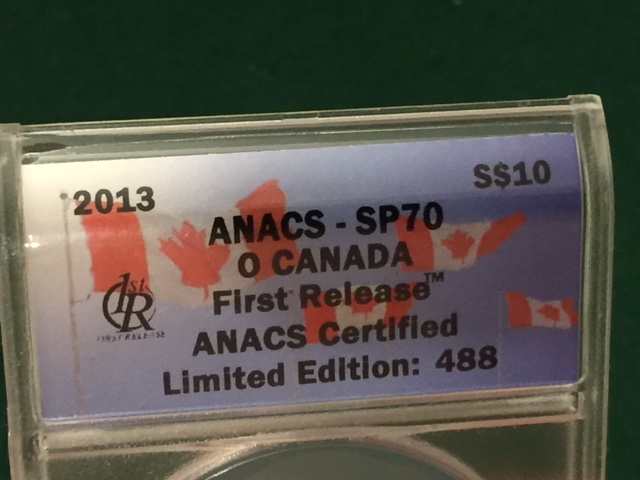 2013
S$10
ANACS - SP70
O CANADA
First Release™
1st R
FIRST RELEASE
ANACS Certified
Limited Edition: 488